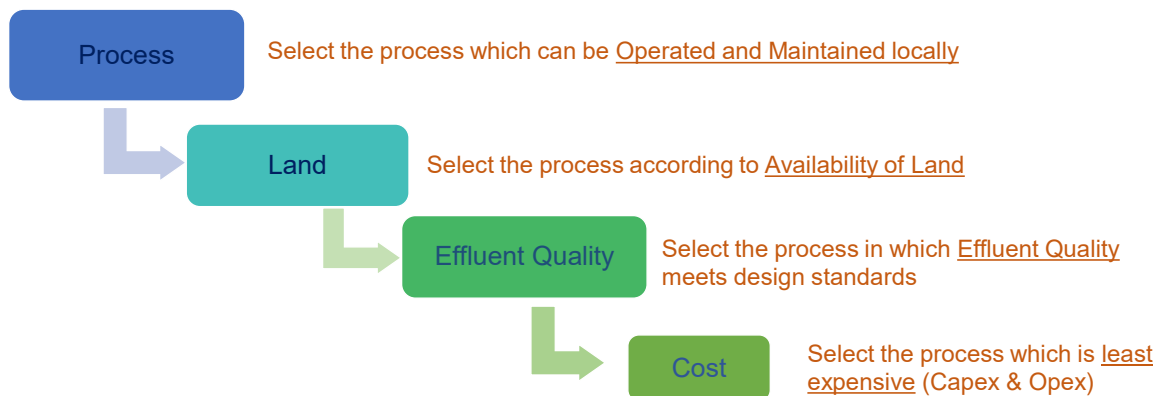 Process
Select the process which can be Operated and Maintained locally
Land
Select the process according to Availability of Land
Effluent Quality
Select the process in which Effluent Quality
meets design standards
Cost
Select the process which is least
expensive (Capex & Opex)